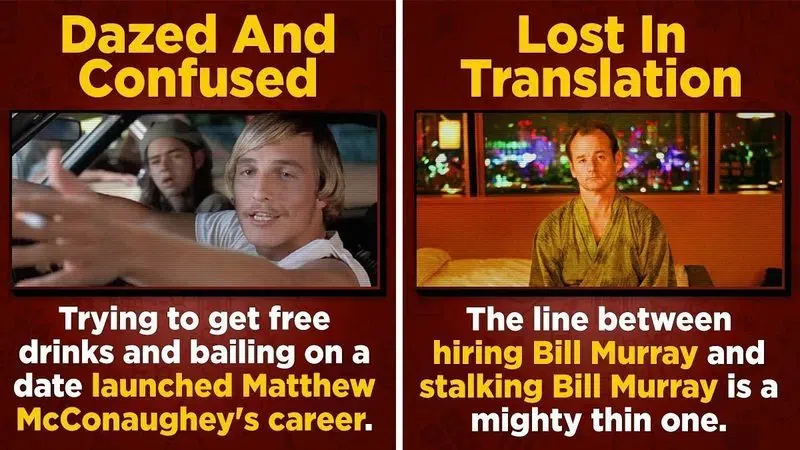 Dazed And
Confused
Trying to get free
drinks and bailing on a
date launched Matthew
McConaughey's career.
Lost In
Translation
The line between
hiring Bill Murray and
stalking Bill Murray is a
mighty thin one.